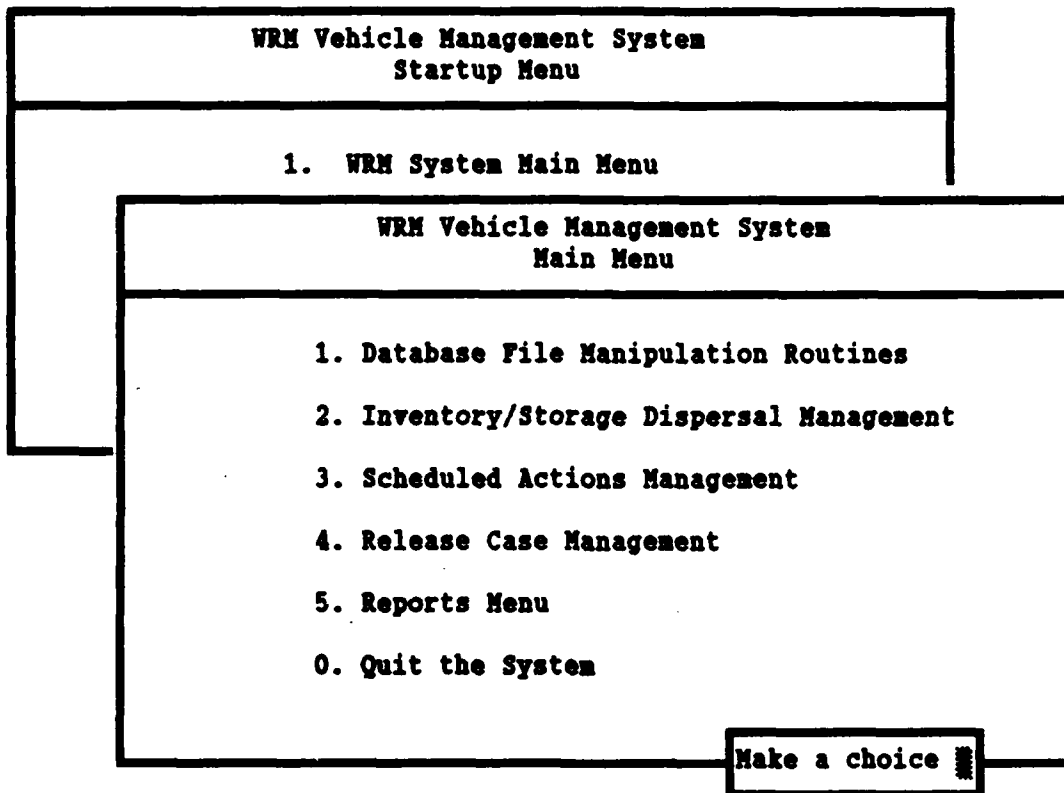 WRM Vehicle Management System
Startup Menu
1. WRM System Main Menu
WRM Vehicle Management System
Main Menu
1. Database File Manipulation Routines
2. Inventory/Storage Dispersal Management
3. Scheduled Actions Management
4. Release Case Management
5. Reports Menu
0. Quit the System
Make a choice